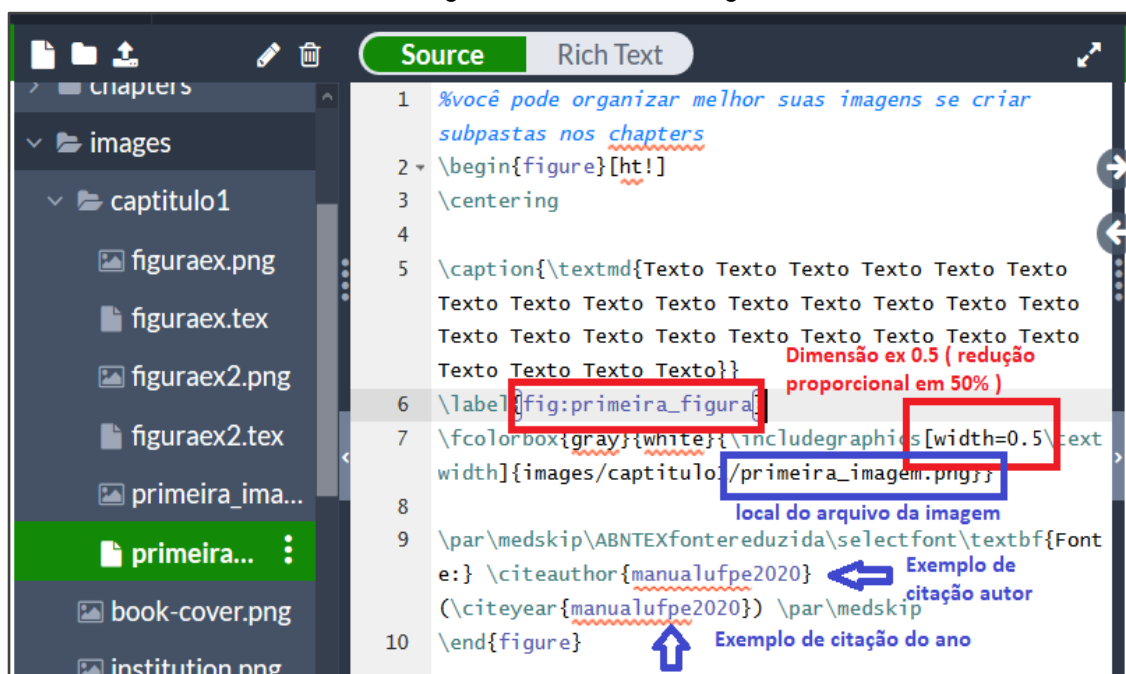 Source Rich Text
chapters
images
captitulo1
figuraex.png
figuraex.tex
figuraex2.png
figuraex2.tex
primeira_ima...
primeira...
book-cover.png
institution.png
1 %você pode organizar melhor suas imagens se criar
subpastas nos chapters
2 \begin{figure}[ht!]
3 \centering
4
5 \caption{\textmd{Texto Texto Texto Texto Texto Texto
Texto Texto Texto Texto Texto Texto Texto Texto Texto
Texto Texto Texto Texto Texto Texto Texto Texto Texto
Texto Texto Texto Texto}}
Dimensão ex 0.5 ( redução
proporcional em 50% )
6 \label{fig:primeira_figura}
7 \fcolorbox{gray}{white}{\includegraphics[width=0.5\text
width]{images/captitulo1/primeira_imagem.png}}
local do arquivo da imagem
8
9 \par\medskip\ABNTEXfontereduzida\selectfont\textbf{Font
e:} \citeauthor{manualufpe2020}
Exemplo de
citação autor
(\citeyear{manualufpe2020}) \par\medskip
10 \end{figure}
Exemplo de citação do ano